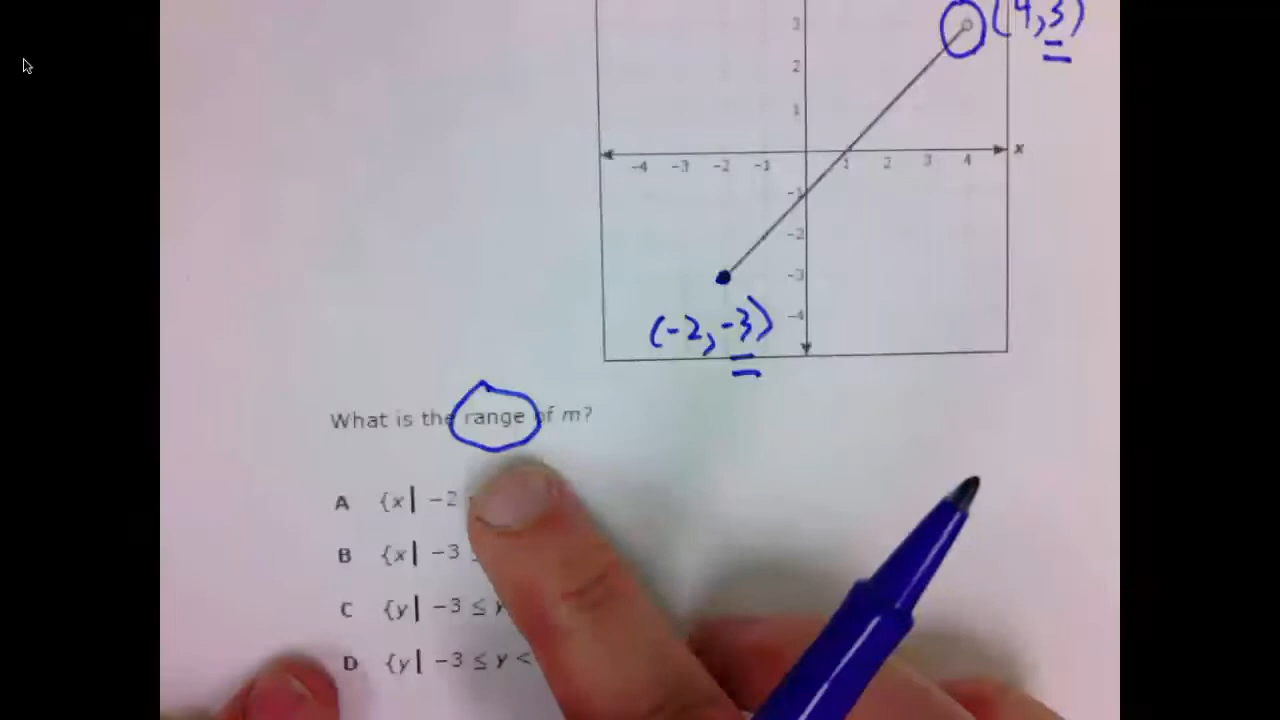 (4,3)
3
2
1
-4 -3 -2 -1 1 2 3 4 x
-1
-2
-3
-4
(-2,-3)
What is the range of m?
A {x| -2
B {x| -3
C {y| -3 ≤ y
D {y| -3 ≤ y <